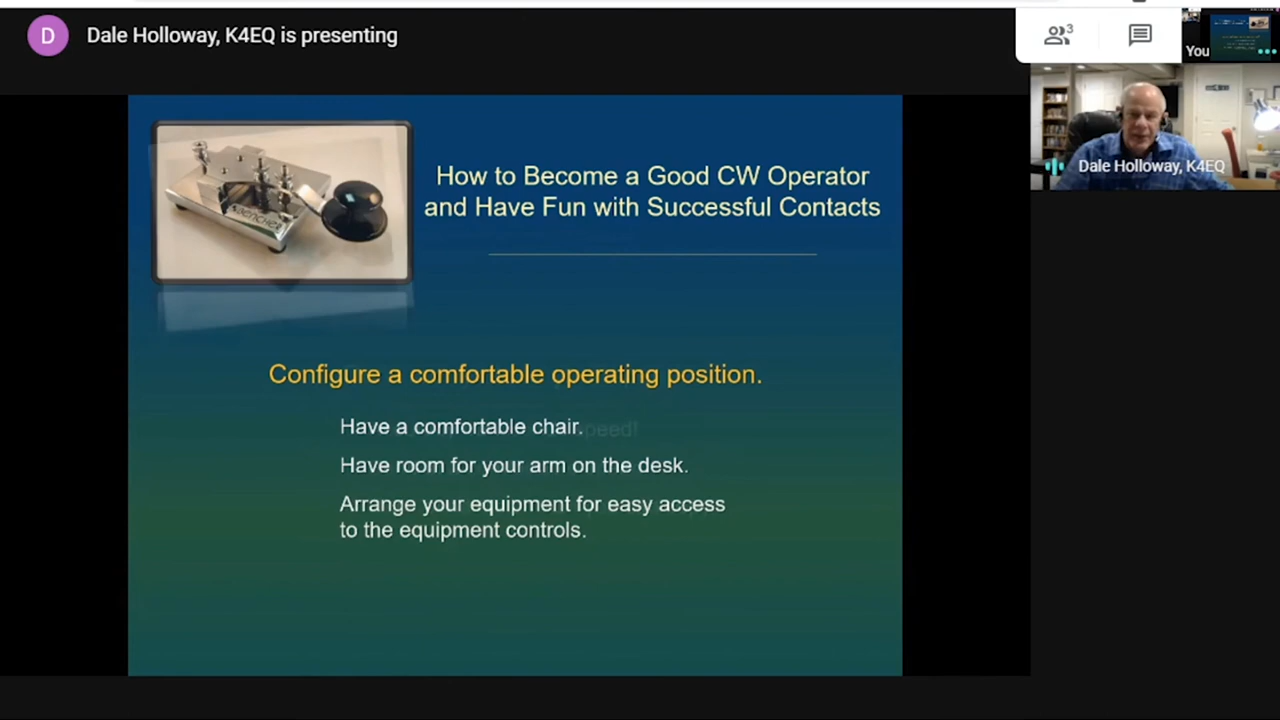 D
Dale Holloway, K4EQ is presenting
3
You
Dale Holloway, K4EQ
BENCHER
How to Become a Good CW Operator
and Have Fun with Successful Contacts
Configure a comfortable operating position.
Have a comfortable chair.
Have room for your arm on the desk.
Arrange your equipment for easy access
to the equipment controls.